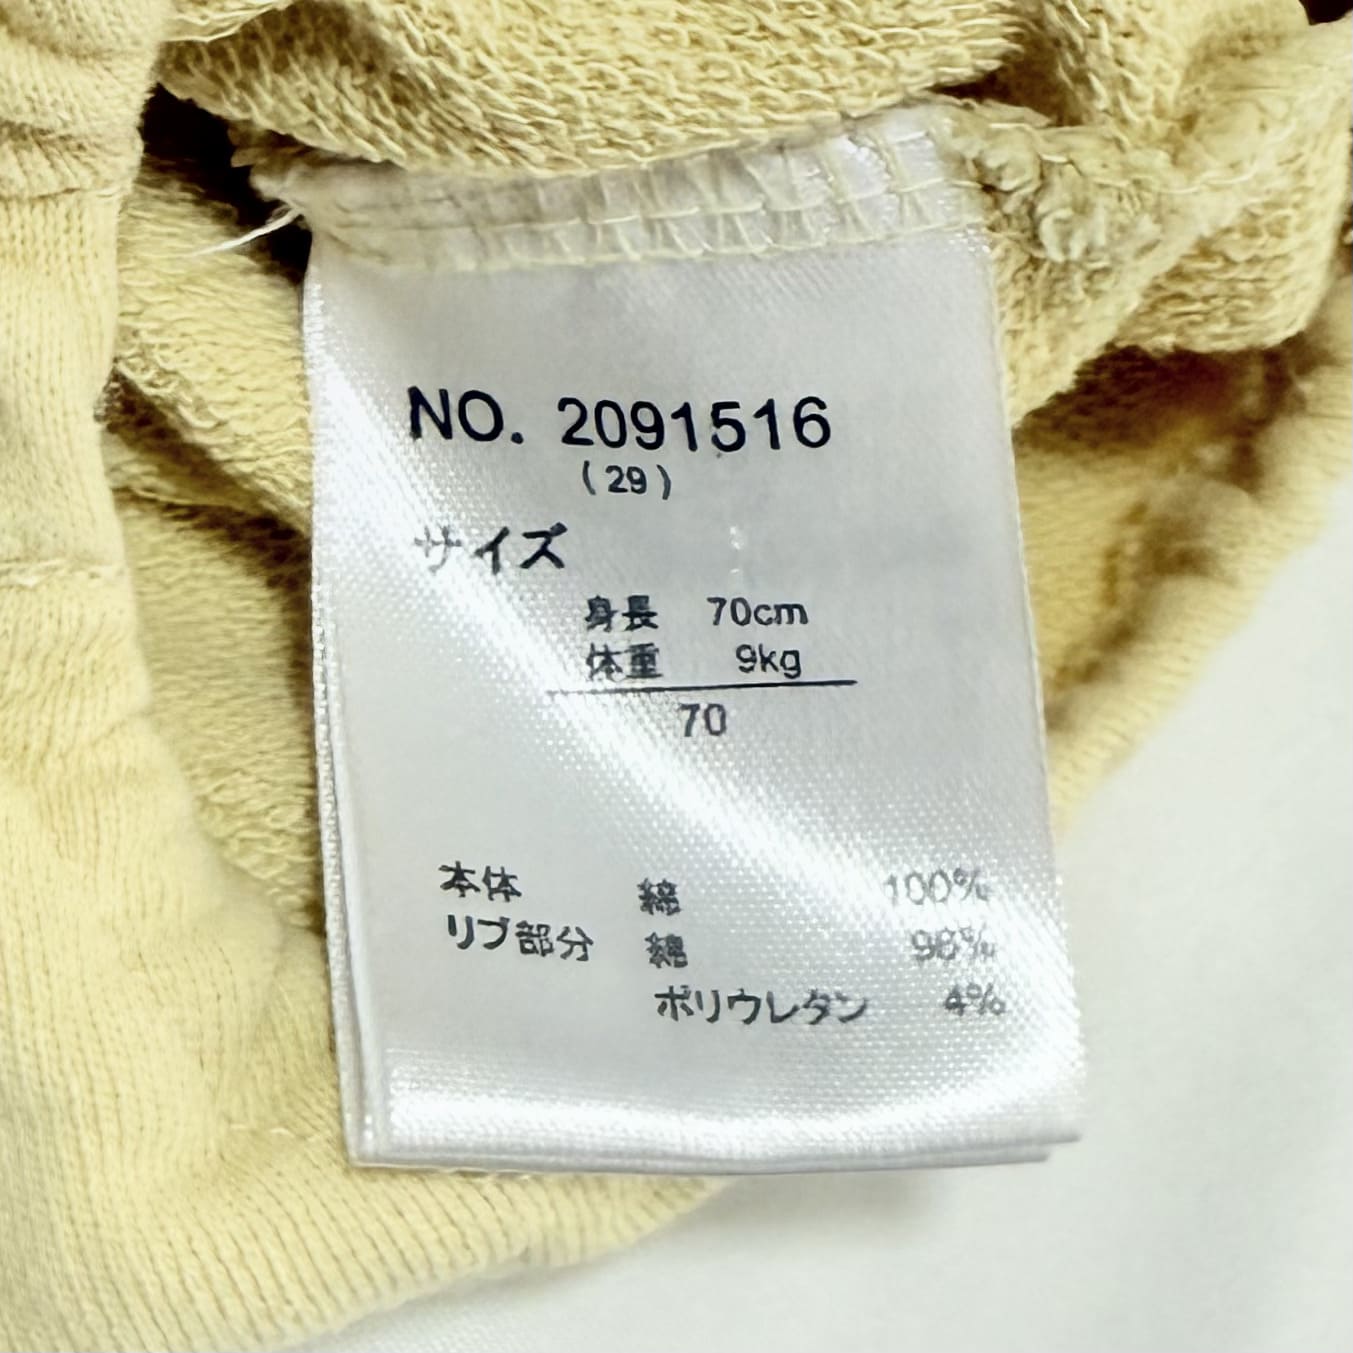 NO. 2091516
(29)
サイズ
身長 70cm
体重 9kg
70
本体 綿 100%
リブ部分 綿 96%
ポリウレタン 4%